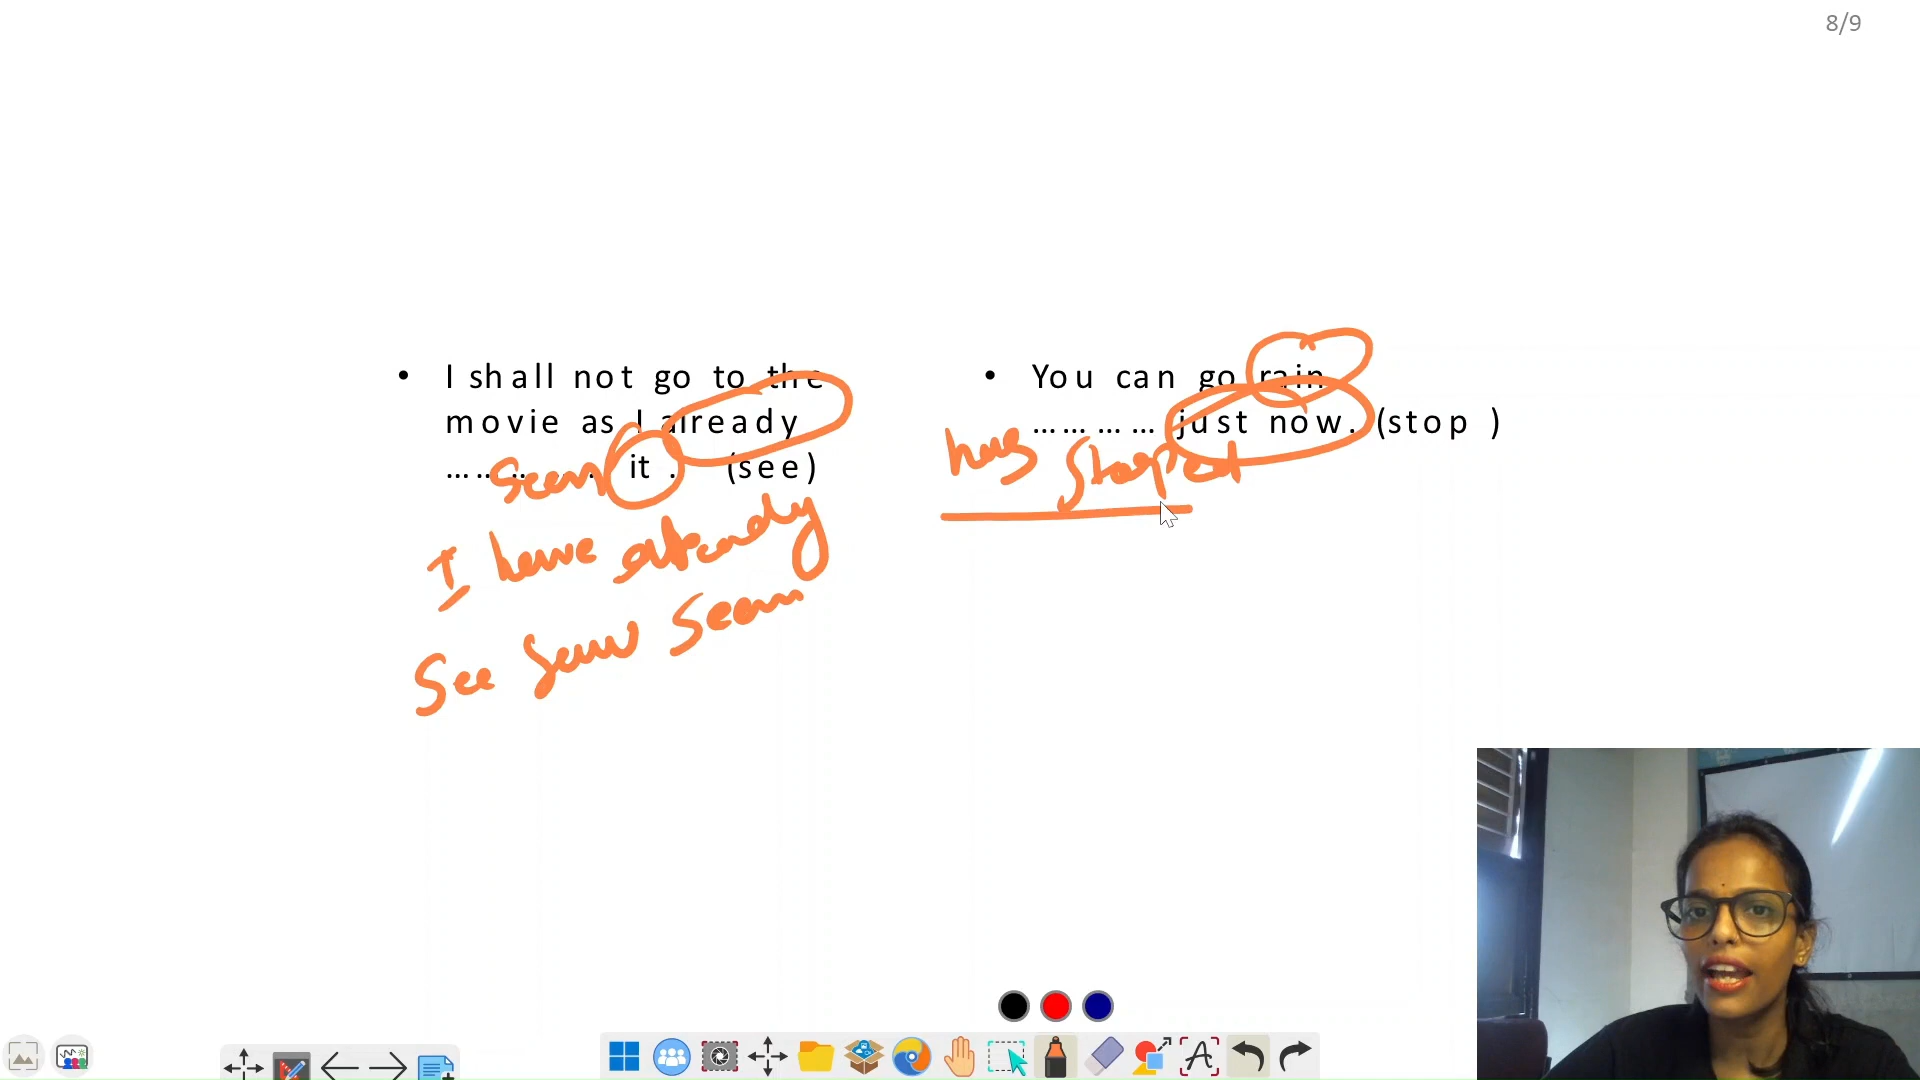 8/9
• I shall not go to the
movie as I already
......... it . (see)
seen
I have already
See Saw Seen
• You can go rain
............ just now. (stop )
has stoped